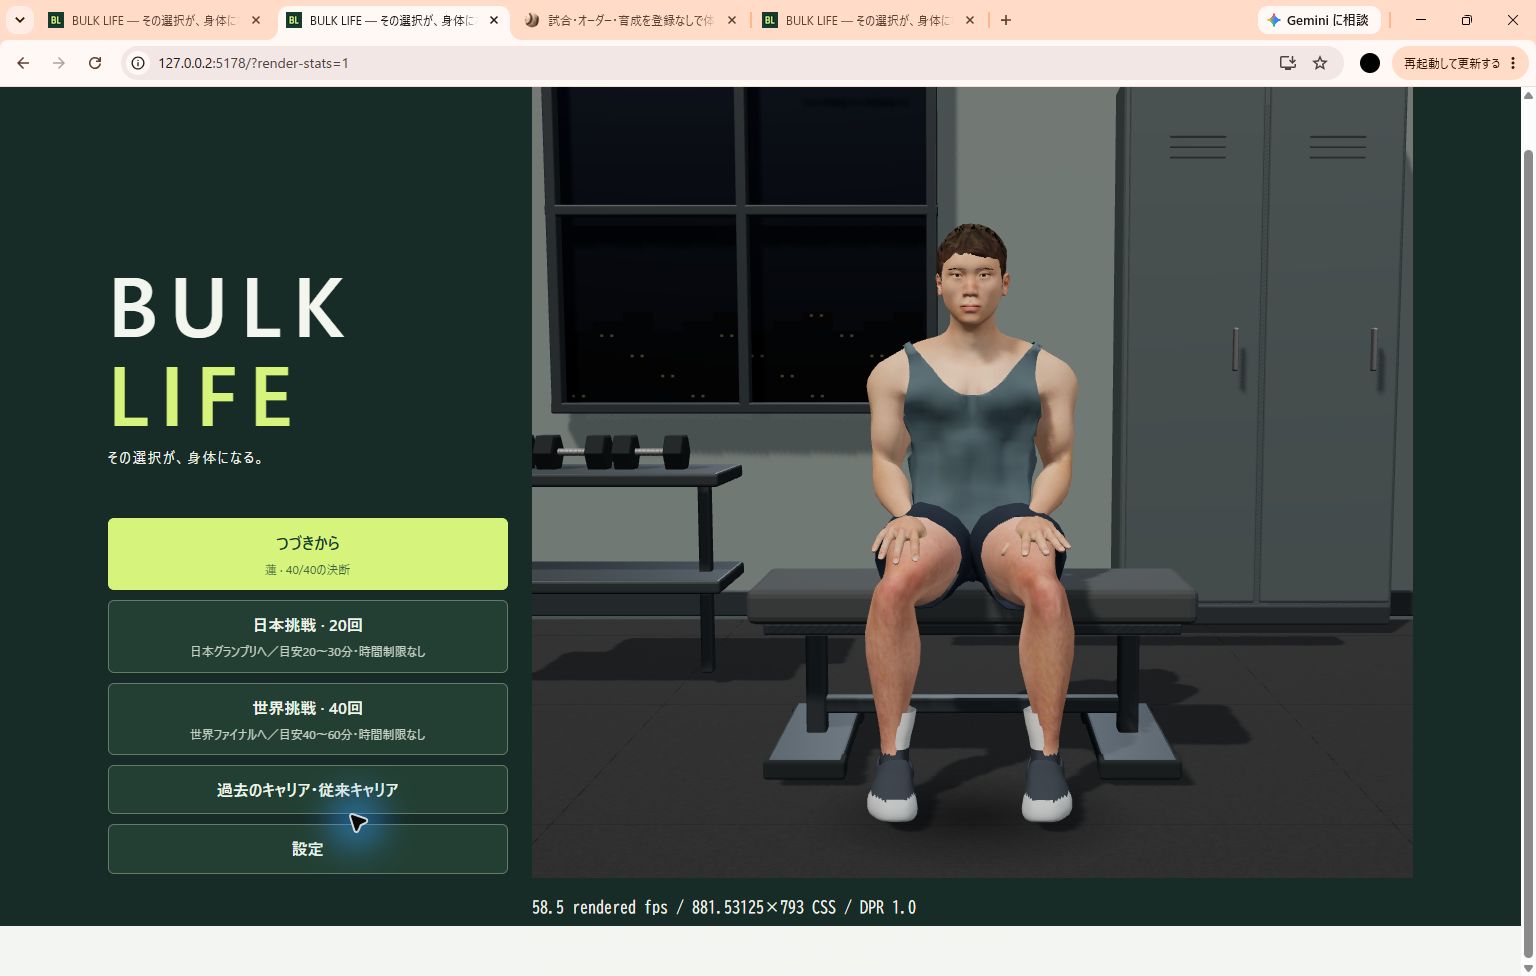 BL BULK LIFE — その選択が、身体に
BL BULK LIFE — その選択が、身体に
試合・オーダー・育成を登録なしで体
BL BULK LIFE — その選択が、身体に
Gemini に相談
127.0.0.2:5178/?render-stats=1
再起動して更新する
BULK
LIFE
その選択が、身体になる。
つづきから
蓮 · 40/40の決断
日本挑戦 · 20回
日本グランプリへ／目安20〜30分・時間制限なし
世界挑戦 · 40回
世界ファイナルへ／目安40〜60分・時間制限なし
過去のキャリア・従来キャリア
設定
58.5 rendered fps / 881.53125×793 CSS / DPR 1.0